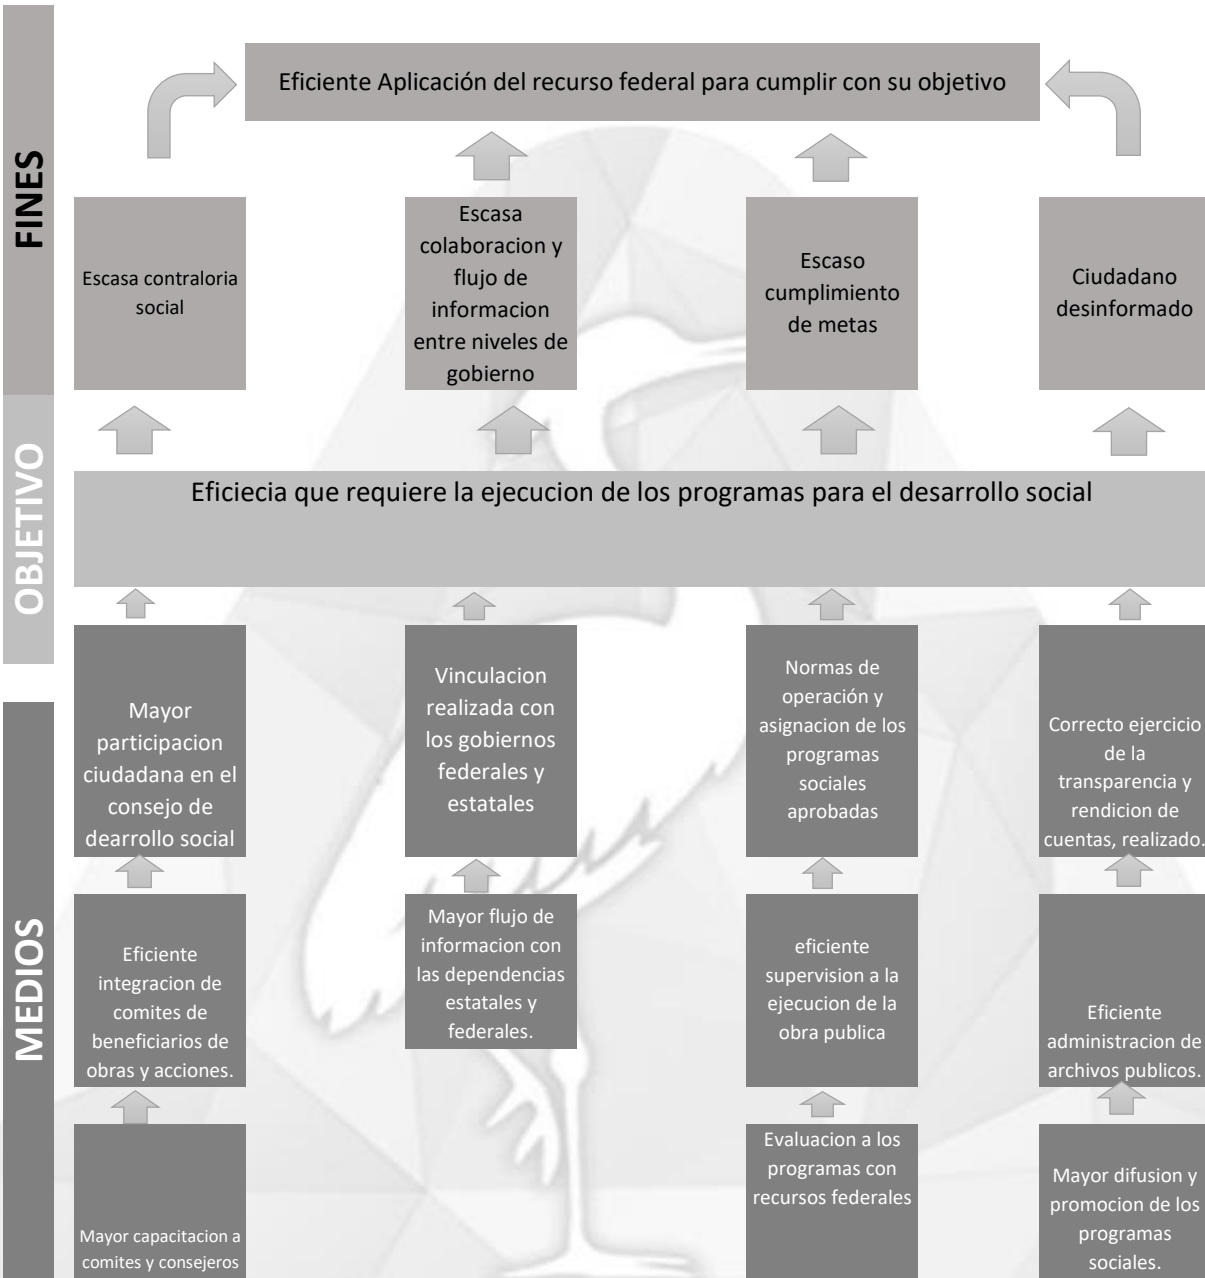 FINES
Eficiente Aplicación del recurso federal para cumplir con su objetivo
Escasa contraloria
social
Escasa
colaboracion y
flujo de
informacion
entre niveles de
gobierno
Escaso
cumplimiento
de metas
Ciudadano
desinformado
OBJETIVO
Eficiecia que requiere la ejecucion de los programas para el desarrollo social
MEDIOS
Mayor
participacion
ciudadana en el
consejo de
dearrollo social
Vinculacion
realizada con
los gobiernos
federales y
estatales
Normas de
operación y
asignacion de los
programas
sociales
aprobadas
Correcto ejercicio
de la
transparencia y
rendicion de
cuentas, realizado.
Eficiente
integracion de
comites de
beneficiarios de
obras y acciones.
Mayor flujo de
informacion con
las dependencias
estatales y
federales.
eficiente
supervision a la
ejecucion de la
obra publica
Eficiente
administracion de
archivos publicos.
Mayor capacitacion a
comites y consejeros
Evaluacion a los
programas con
recursos federales
Mayor difusion y
promocion de los
programas
sociales.